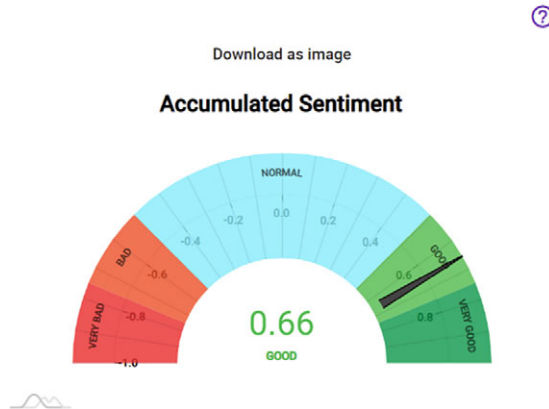 ?
Download as image
Accumulated Sentiment
NORMAL
-0.2
0.0
0.2
-0.4
0.4
BAD
GOOD
-0.6
0.6
VERY BAD
-0.8
0.8
VERY GOOD
0.66
GOOD
-1.0